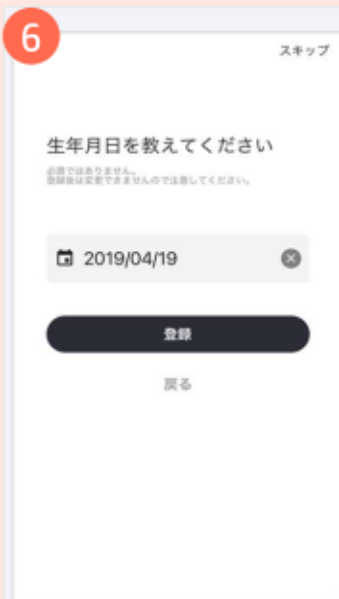 6
スキップ
生年月日を教えてください
必須ではありません。
登録後は変更できませんので注意してください。
2019/04/19
登録
戻る